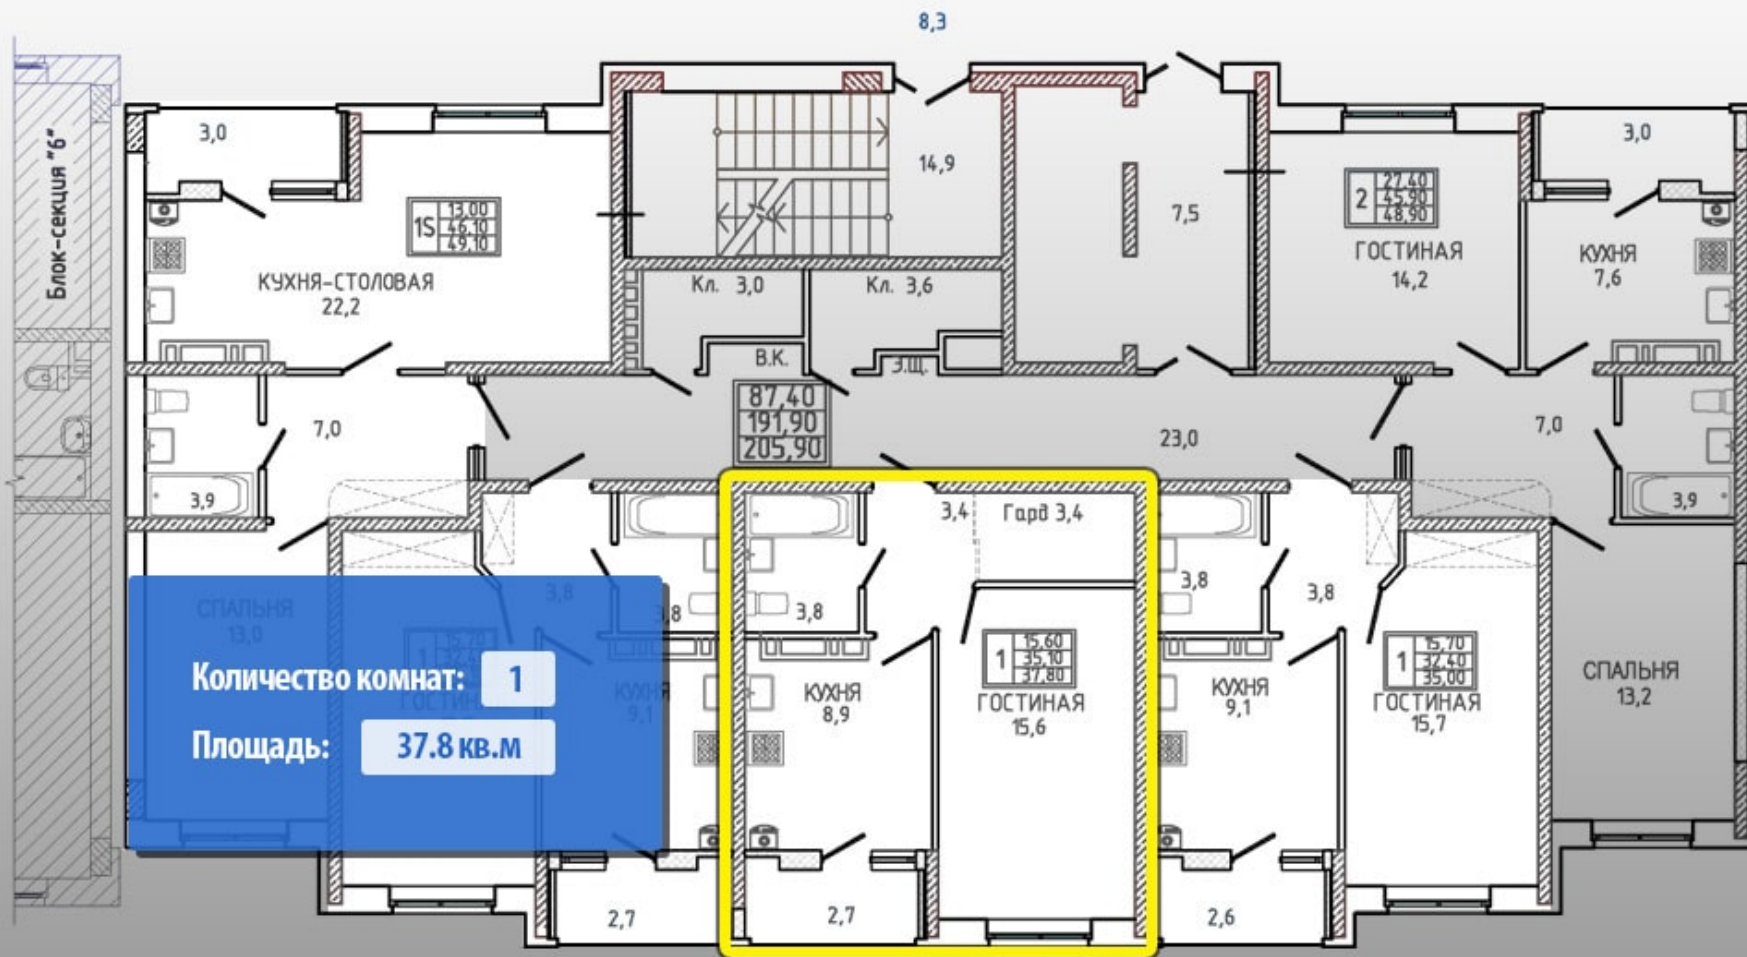 8,3
Блок-секция "6"
3,0
1S
13,00
46,10
49,10
КУХНЯ-СТОЛОВАЯ
22,2
14,9
7,5
2
27,40
45,90
48,90
ГОСТИНАЯ
14,2
3,0
КУХНЯ
7,6
Кл. 3,0
Кл. 3,6
В.К.
Э.Щ.
87,40
191,90
205,90
7,0
23,0
7,0
3,9
3,9
3,4
Гард 3,4
3,8
3,8
3,8
3,8
3,8
СПАЛЬНЯ
13,0
КУХНЯ
9,1
КУХНЯ
8,9
1
15,60
35,10
37,80
ГОСТИНАЯ
15,6
КУХНЯ
9,1
1
15,70
32,40
35,00
ГОСТИНАЯ
15,7
СПАЛЬНЯ
13,2
Количество комнат: 1
Площадь: 37.8 кв.м
2,7
2,7
2,6